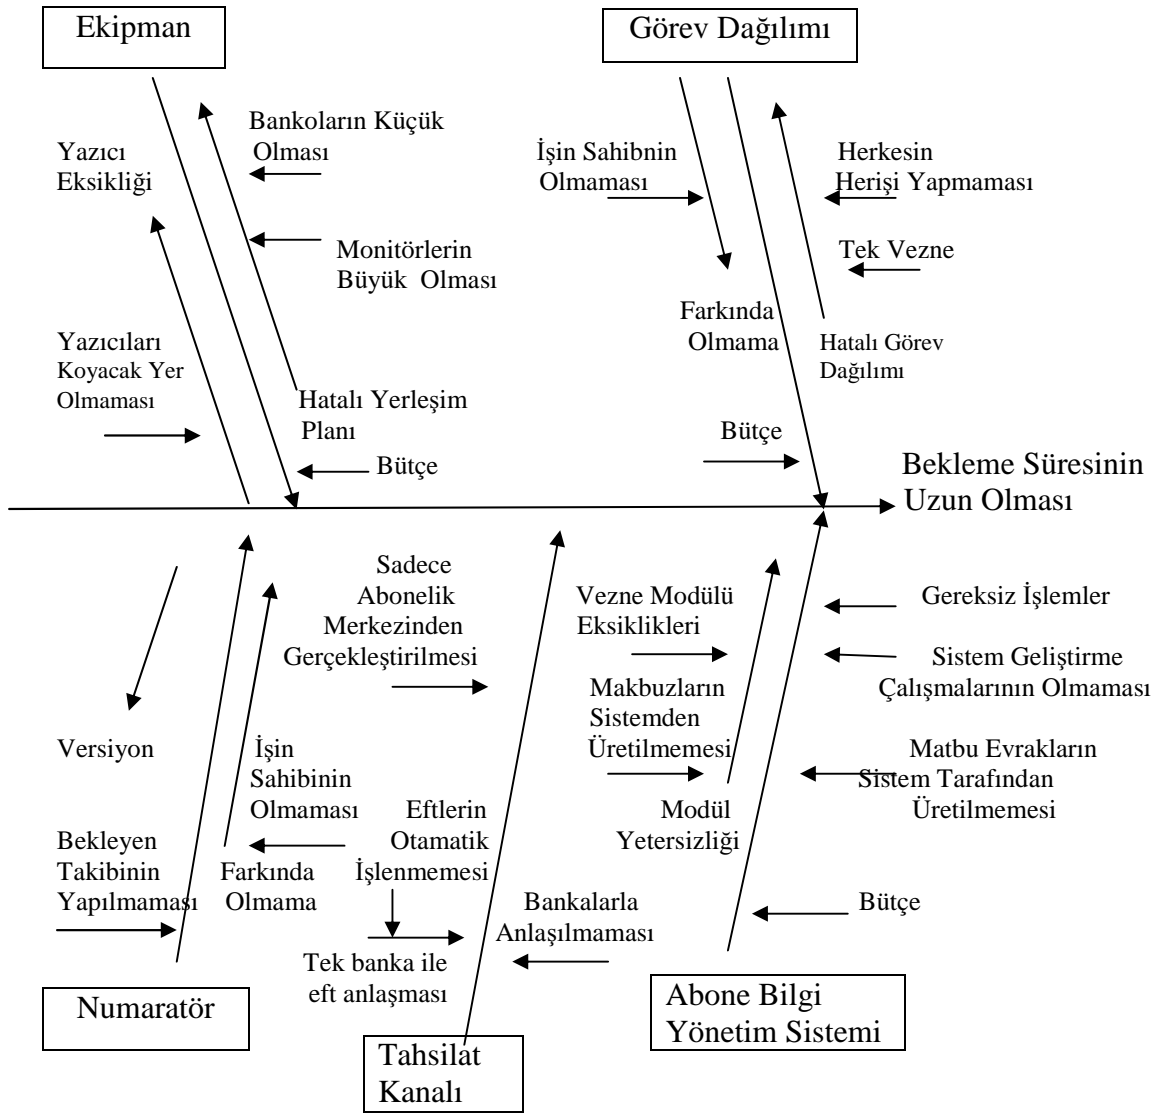 Ekipman
Görev Dağılımı
Yazıcı
Eksikliği
Bankoların Küçük
Olması
Monitörlerin
Büyük Olması
Yazıcıları
Koyacak Yer
Olmaması
Hatalı Yerleşim
Planı
Bütçe
İşin Sahibnin
Olmaması
Herkesin
Herişi Yapmaması
Tek Vezne
Farkında
Olmama
Hatalı Görev
Dağılımı
Bütçe
Bekleme Süresinin
Uzun Olması
Versiyon
Bekleyen
Takibinin
Yapılmaması
İşin
Sahibinin
Olmaması
Farkında
Olmama
Numaratör
Sadece
Abonelik
Merkezinden
Gerçekleştirilmesi
Eftlerin
Otamatik
İşlenmemesi
Tek banka ile
eft anlaşması
Bankalarla
Anlaşılmaması
Tahsilat
Kanalı
Vezne Modülü
Eksiklikleri
Makbuzların
Sistemden
Üretilmemesi
Modül
Yetersizliği
Gereksiz İşlemler
Sistem Geliştirme
Çalışmalarının Olmaması
Matbu Evrakların
Sistem Tarafından
Üretilmemesi
Bütçe
Abone Bilgi
Yönetim Sistemi